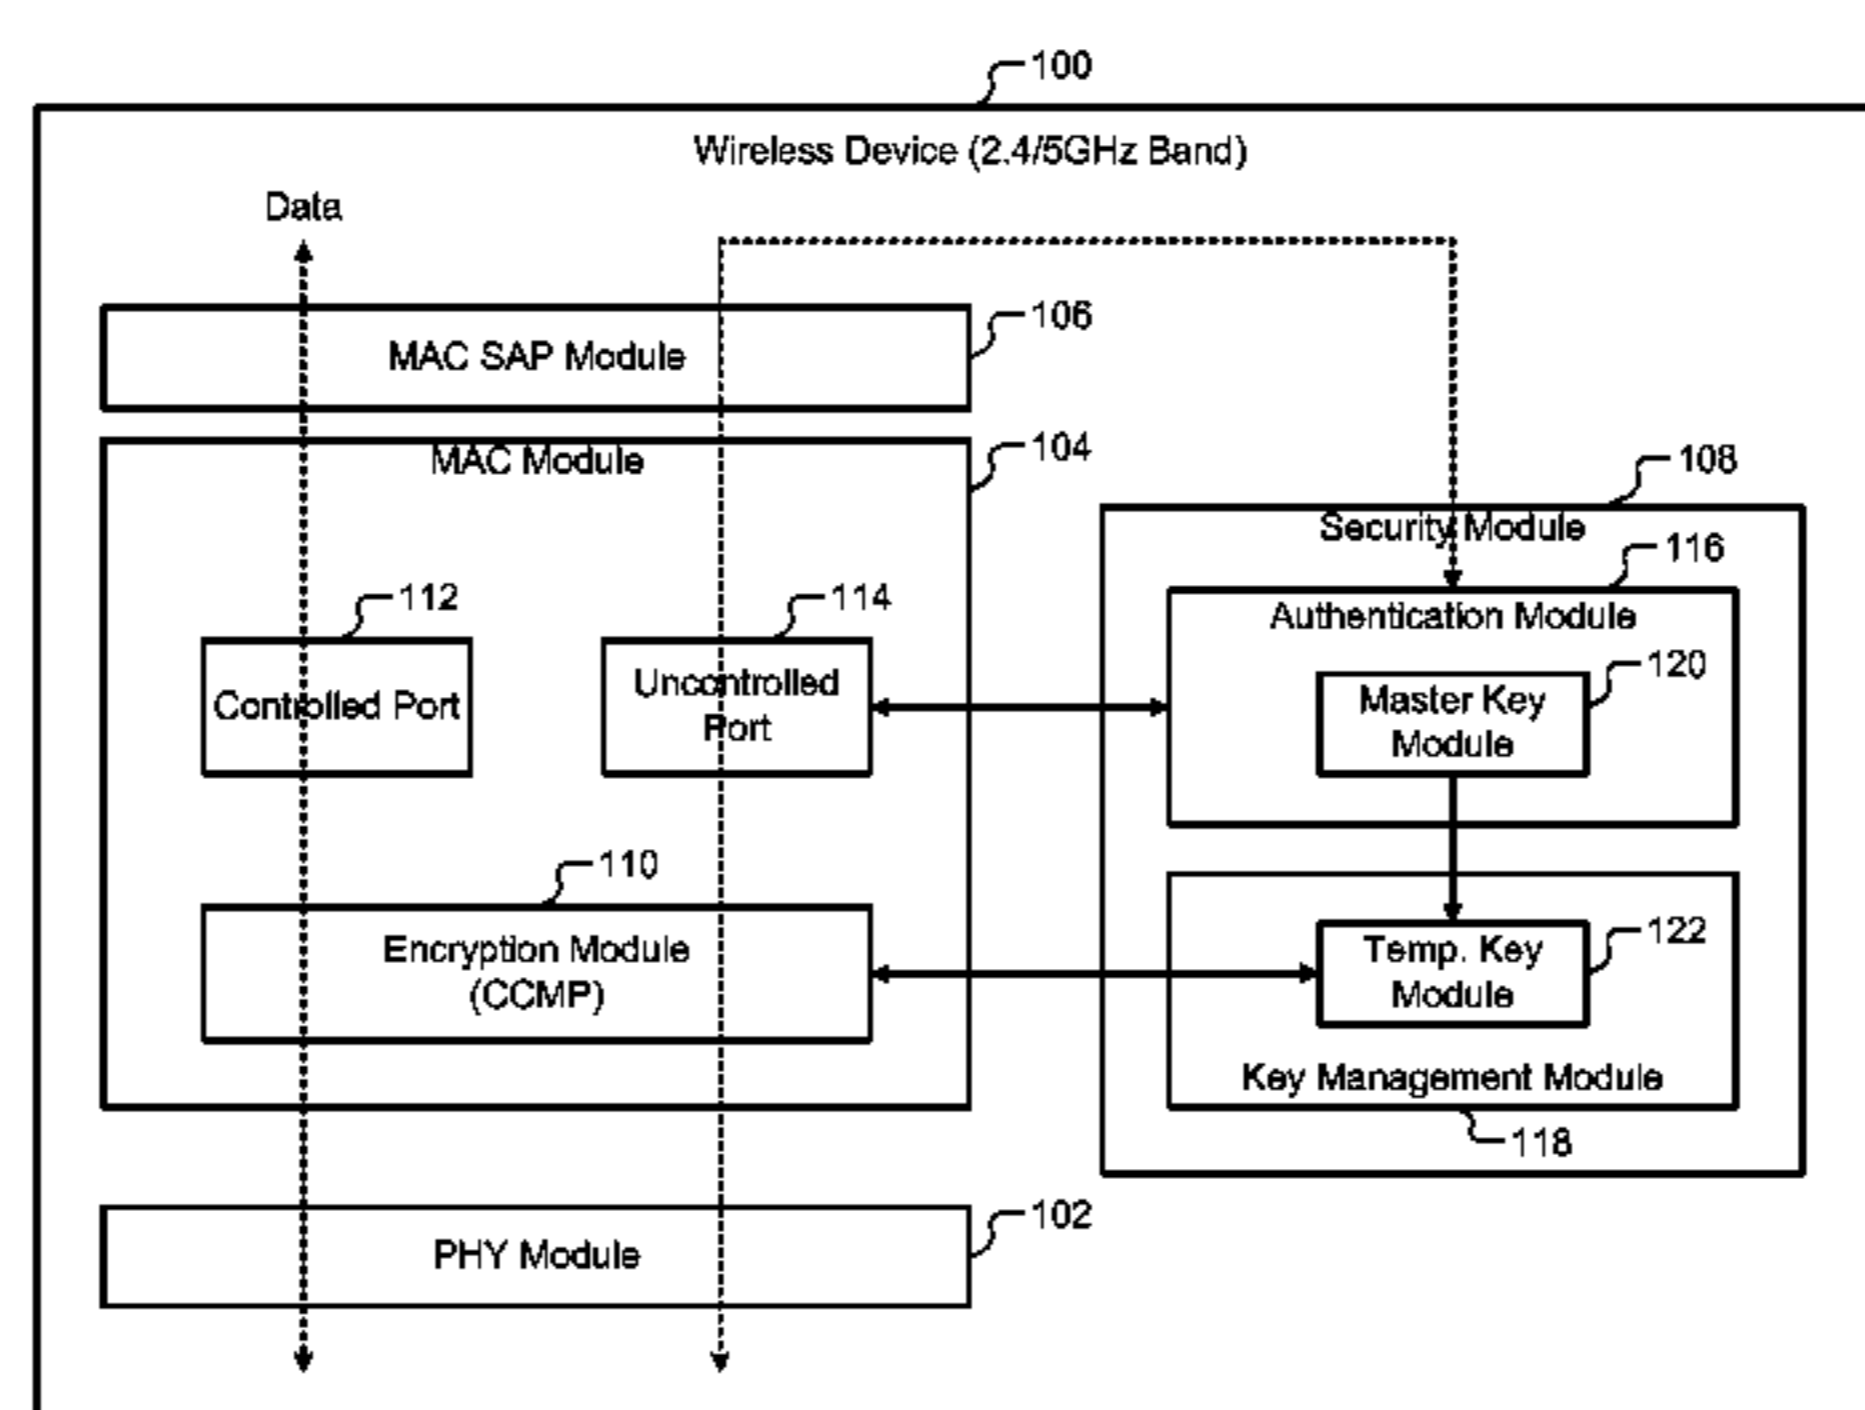 100
Wireless Device (2.4/5GHz Band)
Data
106
MAC SAP Module
104
MAC Module
108
Security Module
116
Authentication Module
112
114
120
Controlled Port
Uncontrolled
Port
Master Key
Module
110
Encryption Module
(CCMP)
122
Temp. Key
Module
Key Management Module
118
102
PHY Module